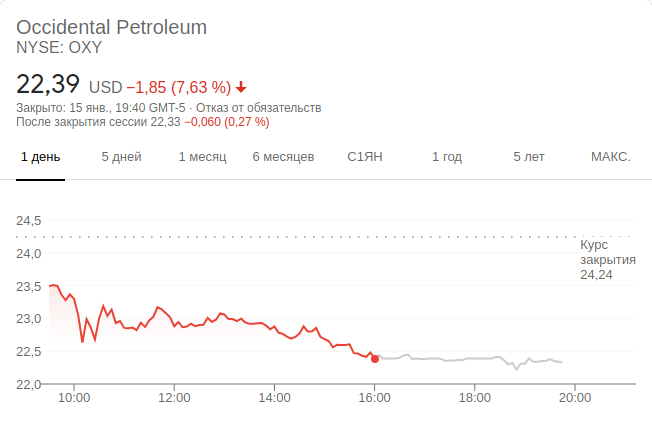 Occidental Petroleum
NYSE: OXY
22,39 USD −1,85 (7,63 %)
Закрыто: 15 янв., 19:40 GMT-5 · Отказ от обязательств
После закрытия сессии 22,33 −0,060 (0,27 %)
1 день 5 дней 1 месяц 6 месяцев С1ЯН 1 год 5 лет МАКС.
24,5
Курс
закрытия
24,24
24,0
23,5
23,0
22,5
22,0
10:00 12:00 14:00 16:00 18:00 20:00